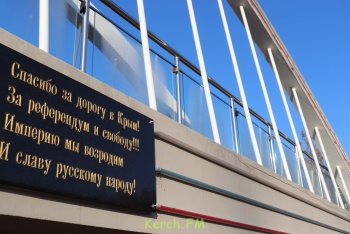 Спасибо за дорогу в Крым!
За референдум и свободу!!!
Империю мы возродим
И славу русскому народу!
Kerch.FM